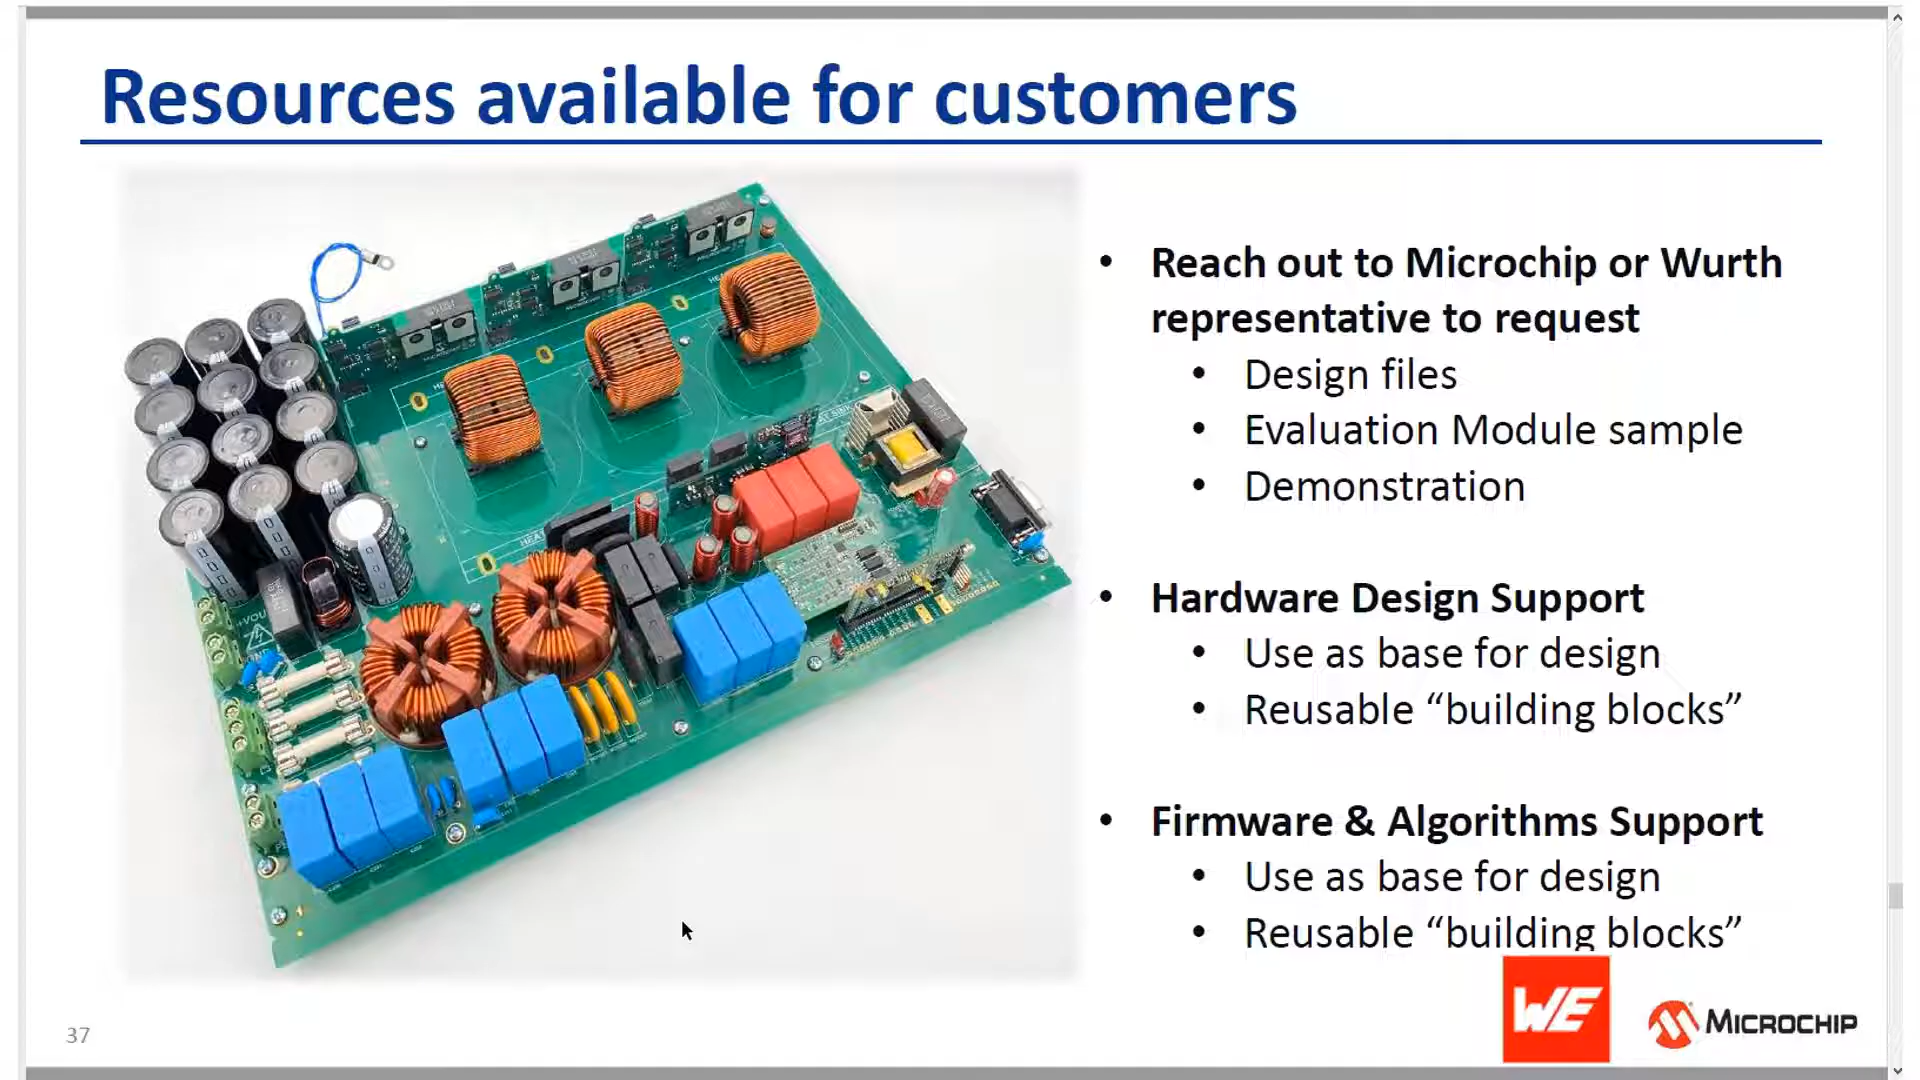 Resources available for customers
• Reach out to Microchip or Wurth
representative to request
• Design files
• Evaluation Module sample
• Demonstration
• Hardware Design Support
• Use as base for design
• Reusable “building blocks”
• Firmware & Algorithms Support
• Use as base for design
• Reusable “building blocks”
WE
MICROCHIP
37